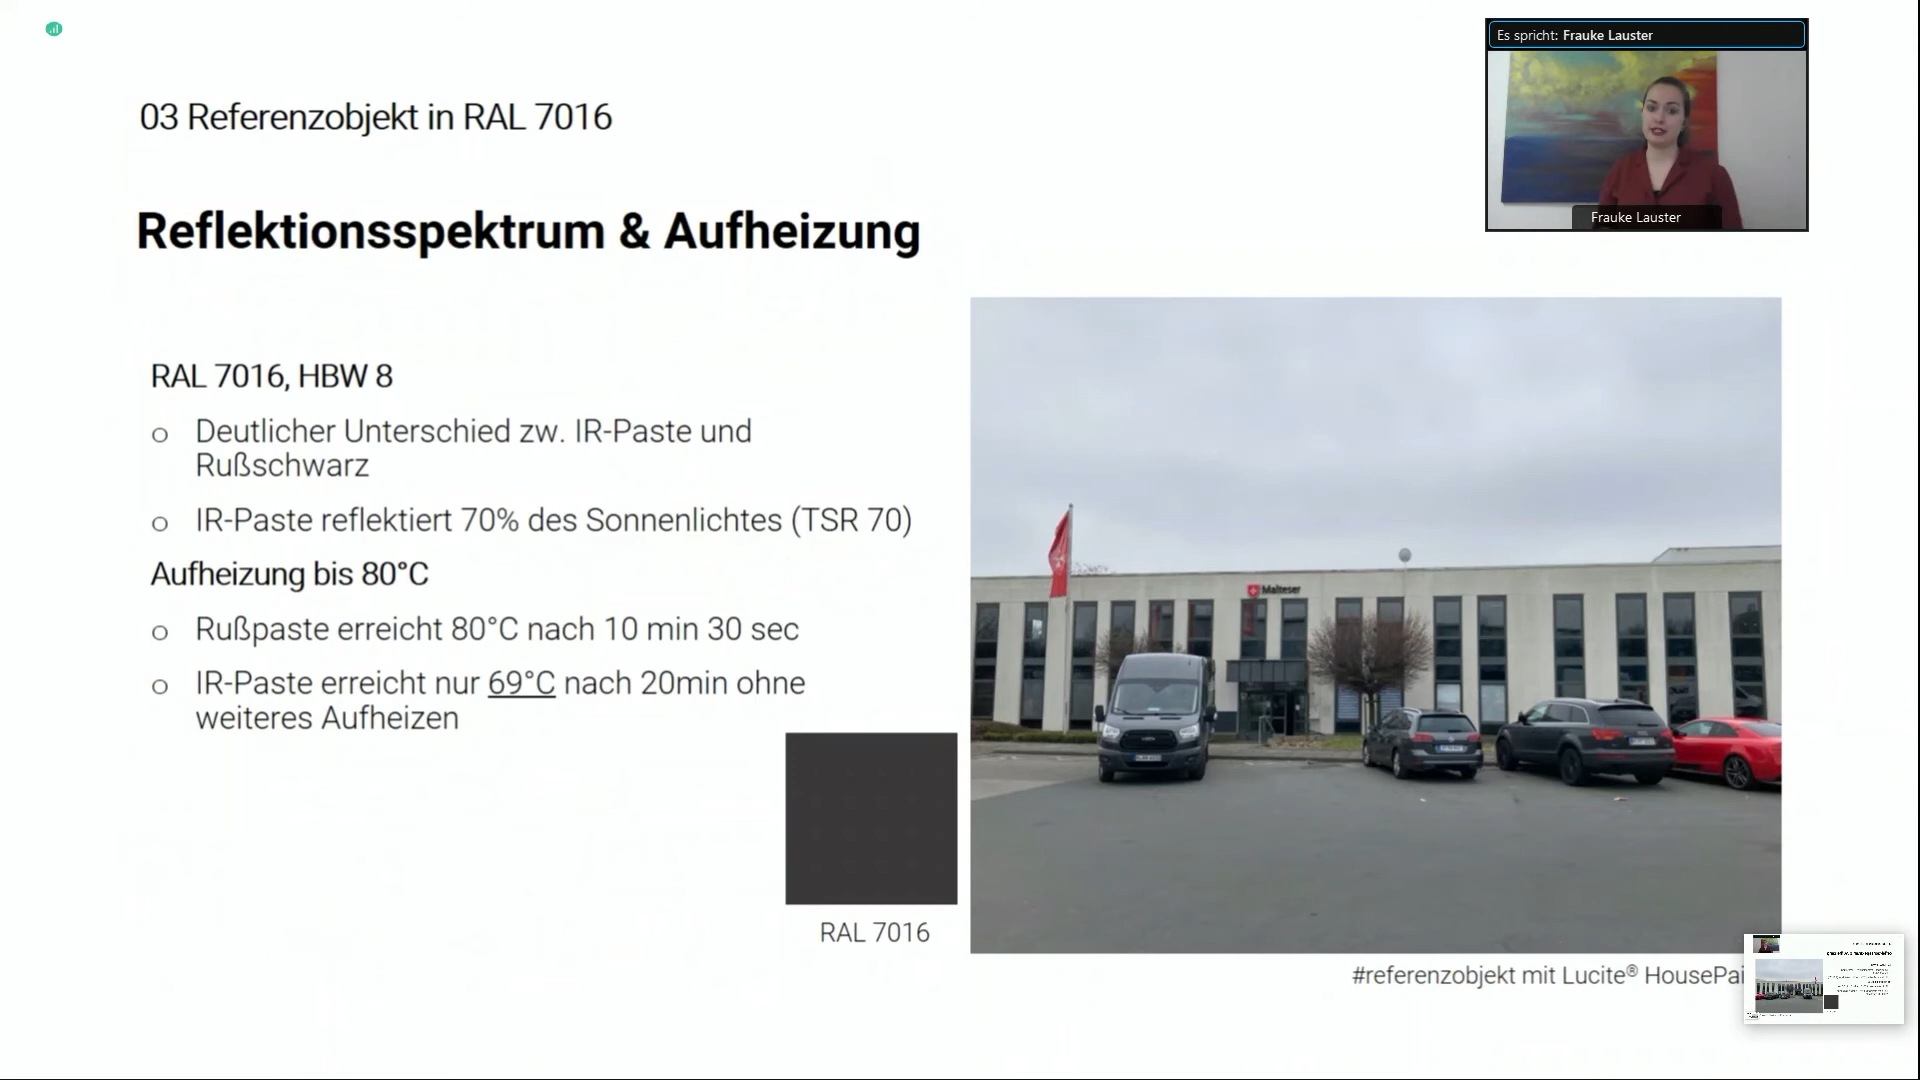 Es spricht: Frauke Lauster
Frauke Lauster
03 Referenzobjekt in RAL 7016
Reflektionsspektrum & Aufheizung
RAL 7016, HBW 8
o Deutlicher Unterschied zw. IR-Paste und
Rußschwarz
o IR-Paste reflektiert 70% des Sonnenlichtes (TSR 70)
Aufheizung bis 80°C
o Rußpaste erreicht 80°C nach 10 min 30 sec
o IR-Paste erreicht nur 69°C nach 20min ohne
weiteres Aufheizen
RAL 7016
Malteser
#referenzobjekt mit Lucite® HousePai